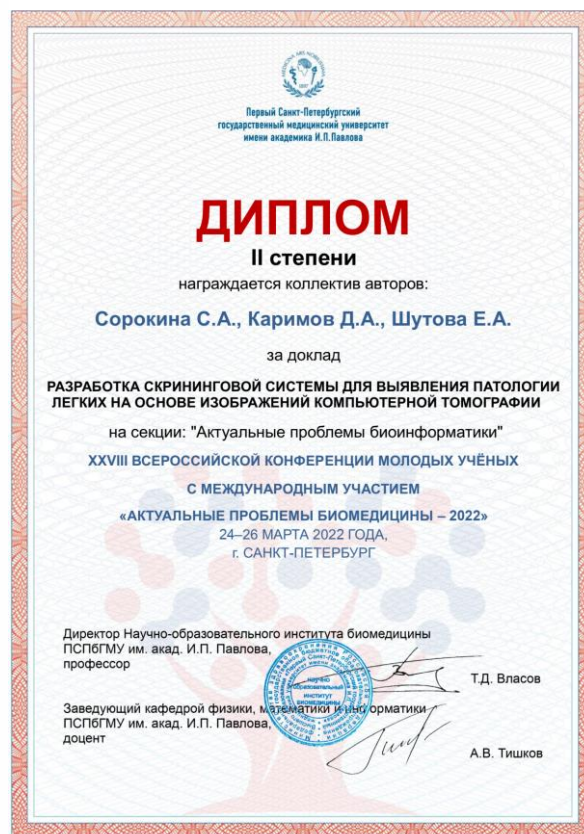 Первый Санкт-Петербургский
государственный медицинский университет
имени академика И.П.Павлова
ДИПЛОМ
II степени
награждается коллектив авторов:
Сорокина С.А., Каримов Д.А., Шутова Е.А.
за доклад
РАЗРАБОТКА СКРИНИНГОВОЙ СИСТЕМЫ ДЛЯ ВЫЯВЛЕНИЯ ПАТОЛОГИИ
ЛЕГКИХ НА ОСНОВЕ ИЗОБРАЖЕНИЙ КОМПЬЮТЕРНОЙ ТОМОГРАФИИ
на секции: "Актуальные проблемы биоинформатики"
XXVIII ВСЕРОССИЙСКОЙ КОНФЕРЕНЦИИ МОЛОДЫХ УЧЁНЫХ
С МЕЖДУНАРОДНЫМ УЧАСТИЕМ
«АКТУАЛЬНЫЕ ПРОБЛЕМЫ БИОМЕДИЦИНЫ – 2022»
24–26 МАРТА 2022 ГОДА,
г. САНКТ-ПЕТЕРБУРГ
Директор Научно-образовательного института биомедицины
ПСПбГМУ им. акад. И.П. Павлова,
профессор
Т.Д. Власов
научно
образовательный
институт
биомедицины
Заведующий кафедрой физики, математики и информатики
ПСПбГМУ им. акад. И.П. Павлова,
доцент
А.В. Тишков